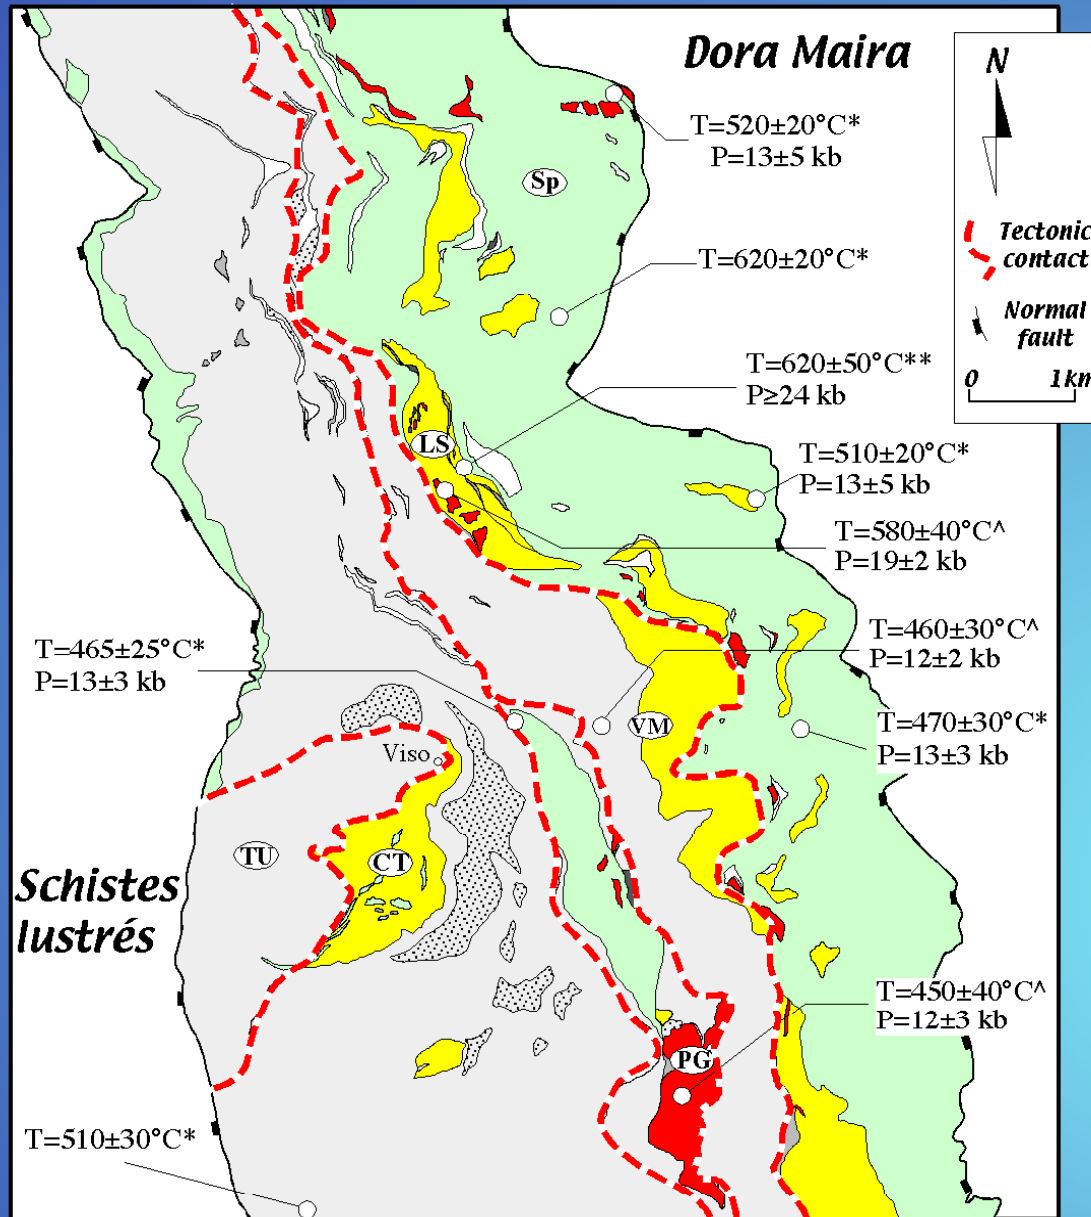 Dora Maira
N
T=520±20°C*
P=13±5 kb
Sp
Tectonic
contact
T=620±20°C*
Normal
fault
T=620±50°C**
P≥24 kb
0 1km
LS
T=510±20°C*
P=13±5 kb
T=580±40°C^
P=19±2 kb
T=460±30°C^
P=12±2 kb
T=465±25°C*
P=13±3 kb
VM
T=470±30°C*
P=13±3 kb
Viso
TU
CT
Schistes
lustrés
T=450±40°C^
P=12±3 kb
PG
T=510±30°C*